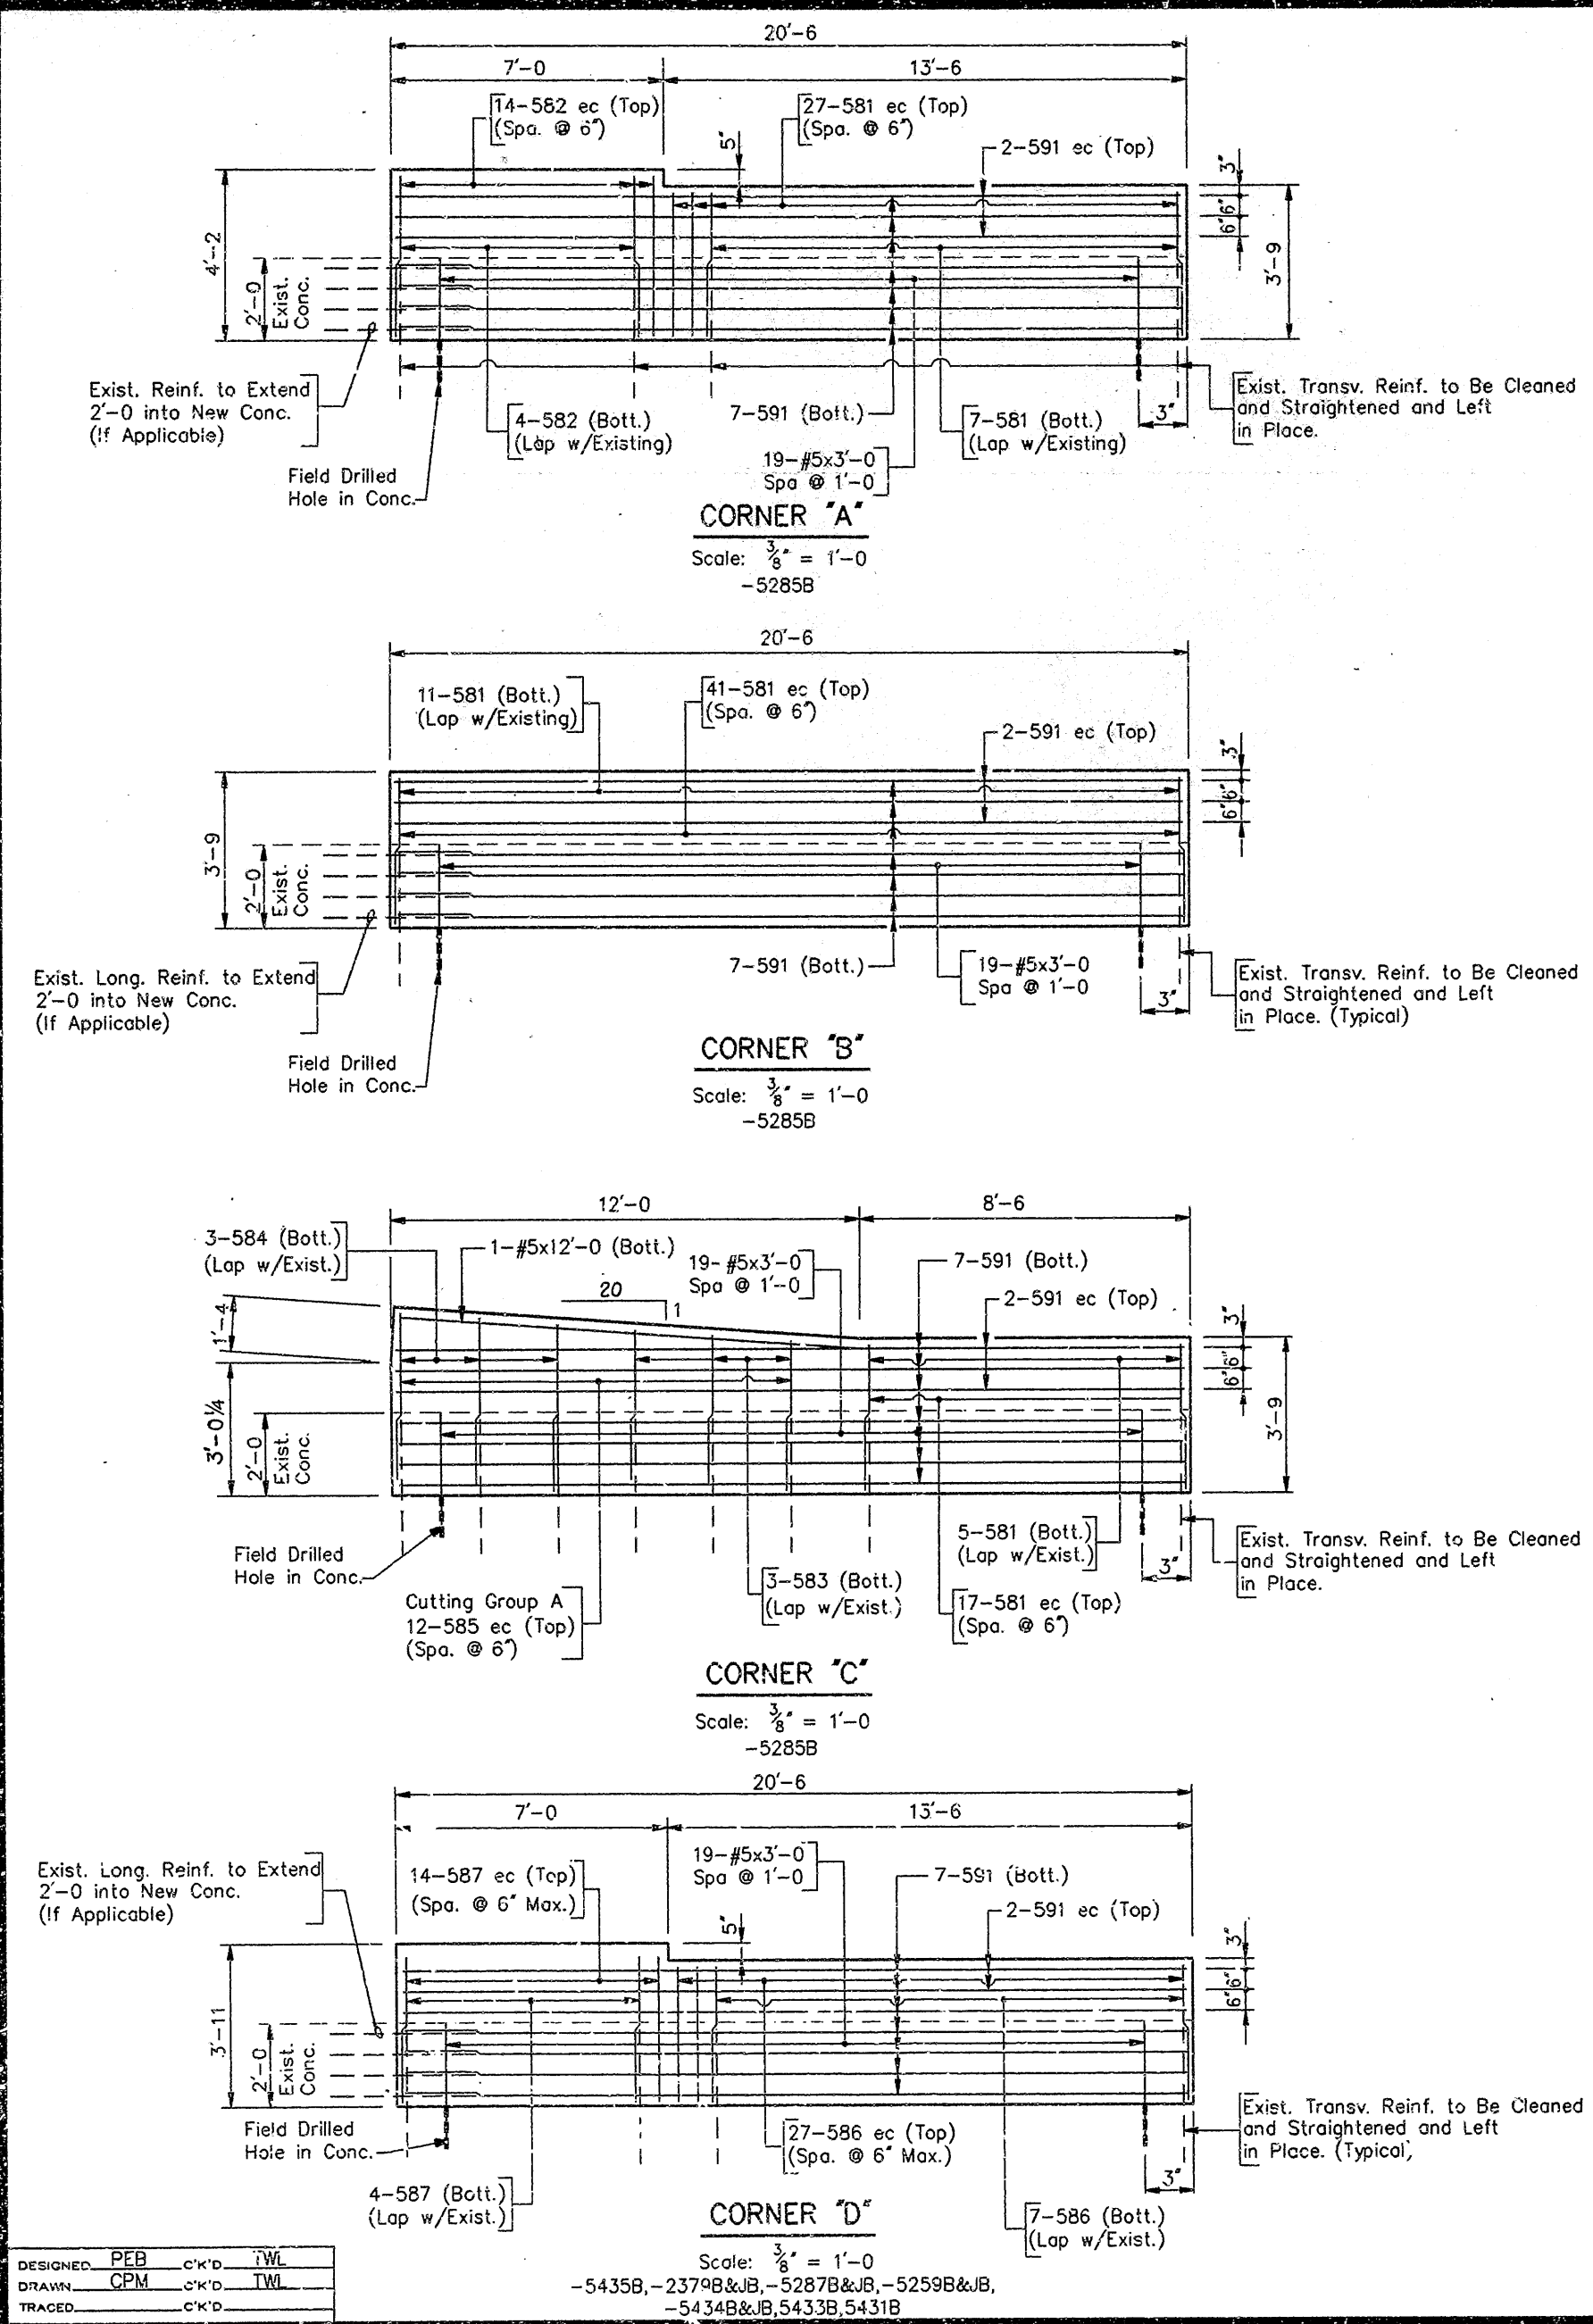 20'-6
7'-0
13'-6
14-582 ec (Top)
(Spa. @ 6")
27-581 ec (Top)
(Spa. @ 6")
5"
2-591 ec (Top)
3"
6"
6"
4'-2
2'-0
Exist.
Conc.
3'-9
Exist. Reinf. to Extend
2'-0 into New Conc.
(If Applicable)
4-582 (Bott.)
(Lap w/Existing)
7-591 (Bott.)
7-581 (Bott.)
(Lap w/Existing)
3"
Exist. Transv. Reinf. to Be Cleaned
and Straightened and Left
in Place.
Field Drilled
Hole in Conc.
19-#5x3'-0
Spa @ 1'-0
CORNER "A"
Scale: 3/8" = 1'-0
-5285B
20'-6
11-581 (Bott.)
(Lap w/Existing)
41-581 ec (Top)
(Spa. @ 6")
2-591 ec (Top)
3"
6"
6"
3'-9
2'-0
Exist.
Conc.
Exist. Long. Reinf. to Extend
2'-0 into New Conc.
(If Applicable)
7-591 (Bott.)
19-#5x3'-0
Spa @ 1'-0
3"
Exist. Transv. Reinf. to Be Cleaned
and Straightened and Left
in Place. (Typical)
Field Drilled
Hole in Conc.
CORNER "B"
Scale: 3/8" = 1'-0
-5285B
12'-0
8'-6
3-584 (Bott.)
(Lap w/Exist.)
1-#5x12'-0 (Bott.)
19-#5x3'-0
Spa @ 1'-0
7-591 (Bott.)
20
1
2-591 ec (Top)
3"
6"
6"
1'-4
3'-0¼
2'-0
Exist.
Conc.
3'-9
Field Drilled
Hole in Conc.
Cutting Group A
12-585 ec (Top)
(Spa. @ 6")
3-583 (Bott.)
(Lap w/Exist.)
5-581 (Bott.)
(Lap w/Exist.)
17-581 ec (Top)
(Spa. @ 6")
3"
Exist. Transv. Reinf. to Be Cleaned
and Straightened and Left
in Place.
CORNER "C"
Scale: 3/8" = 1'-0
-5285B
20'-6
7'-0
13'-6
Exist. Long. Reinf. to Extend
2'-0 into New Conc.
(If Applicable)
14-587 ec (Top)
(Spa. @ 6" Max.)
19-#5x3'-0
Spa @ 1'-0
7-591 (Bott.)
2-591 ec (Top)
5"
3"
6"
6"
3'-11
2'-0
Exist.
Conc.
Field Drilled
Hole in Conc.
4-587 (Bott.)
(Lap w/Exist.)
27-586 ec (Top)
(Spa. @ 6" Max.)
7-586 (Bott.)
(Lap w/Exist.)
3"
Exist. Transv. Reinf. to Be Cleaned
and Straightened and Left
in Place. (Typical)
CORNER "D"
Scale: 3/8" = 1'-0
-5435B,-2379B&JB,-5287B&JB,-5259B&JB,
-5434B&JB,5433B,5431B
DESIGNED PEB C'K'D TWL
DRAWN CPM C'K'D TWL
TRACED C'K'D